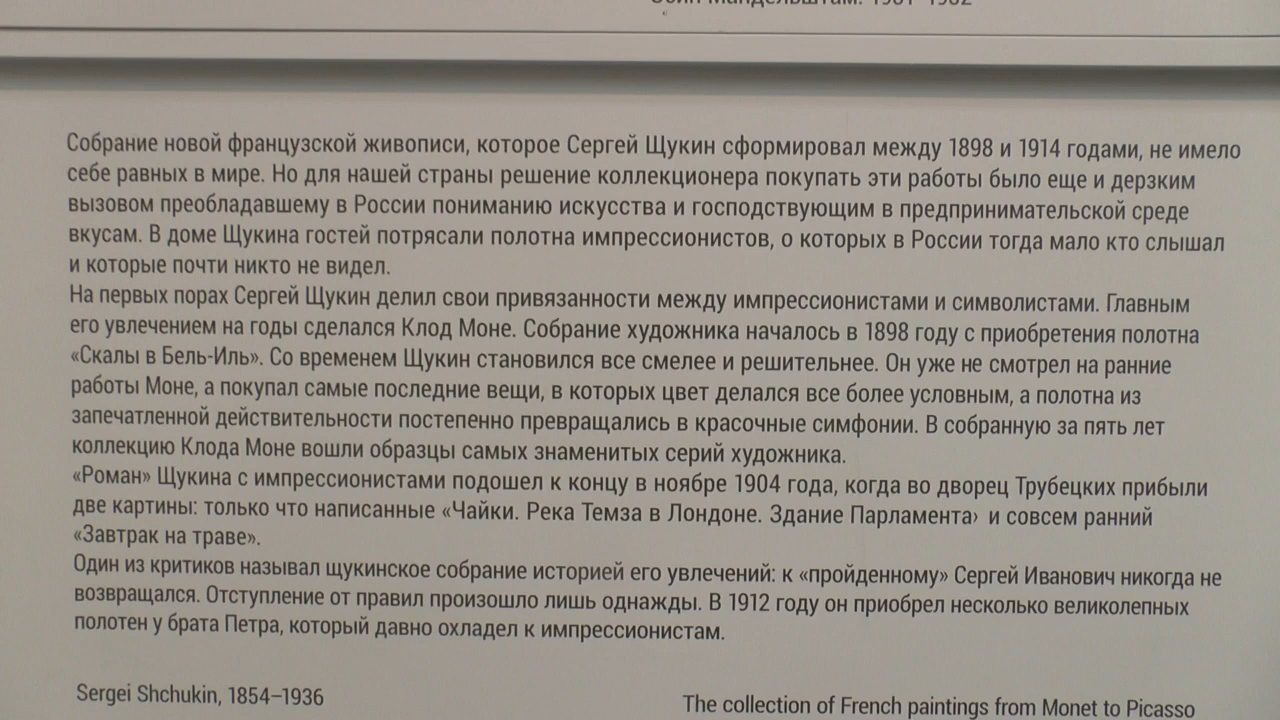 Осип Мандельштам. 1931–1932
Собрание новой французской живописи, которое Сергей Щукин сформировал между 1898 и 1914 годами, не имело
себе равных в мире. Но для нашей страны решение коллекционера покупать эти работы было еще и дерзким
вызовом преобладавшему в России пониманию искусства и господствующим в предпринимательской среде
вкусам. В доме Щукина гостей потрясали полотна импрессионистов, о которых в России тогда мало кто слышал
и которые почти никто не видел.
На первых порах Сергей Щукин делил свои привязанности между импрессионистами и символистами. Главным
его увлечением на годы сделался Клод Моне. Собрание художника началось в 1898 году с приобретения полотна
«Скалы в Бель-Иль». Со временем Щукин становился все смелее и решительнее. Он уже не смотрел на ранние
работы Моне, а покупал самые последние вещи, в которых цвет делался все более условным, а полотна из
запечатленной действительности постепенно превращались в красочные симфонии. В собранную за пять лет
коллекцию Клода Моне вошли образцы самых знаменитых серий художника.
«Роман» Щукина с импрессионистами подошел к концу в ноябре 1904 года, когда во дворец Трубецких прибыли
две картины: только что написанные «Чайки. Река Темза в Лондоне. Здание Парламента› и совсем ранний
«Завтрак на траве».
Один из критиков называл щукинское собрание историей его увлечений: к «пройденному» Сергей Иванович никогда не
возвращался. Отступление от правил произошло лишь однажды. В 1912 году он приобрел несколько великолепных
полотен у брата Петра, который давно охладел к импрессионистам.
Sergei Shchukin, 1854–1936
The collection of French paintings from Monet to Picasso